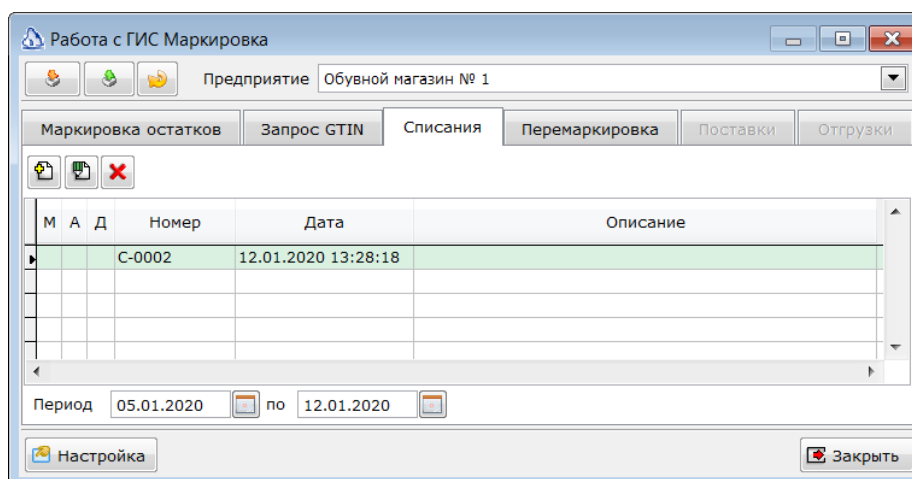 Работа с ГИС Маркировка
Предприятие Обувной магазин № 1
Маркировка остатков Запрос GTIN Списания Перемаркировка Поставки Отгрузки
М А Д Номер Дата Описание
С-0002 12.01.2020 13:28:18
Период 05.01.2020 по 12.01.2020
Настройка Закрыть